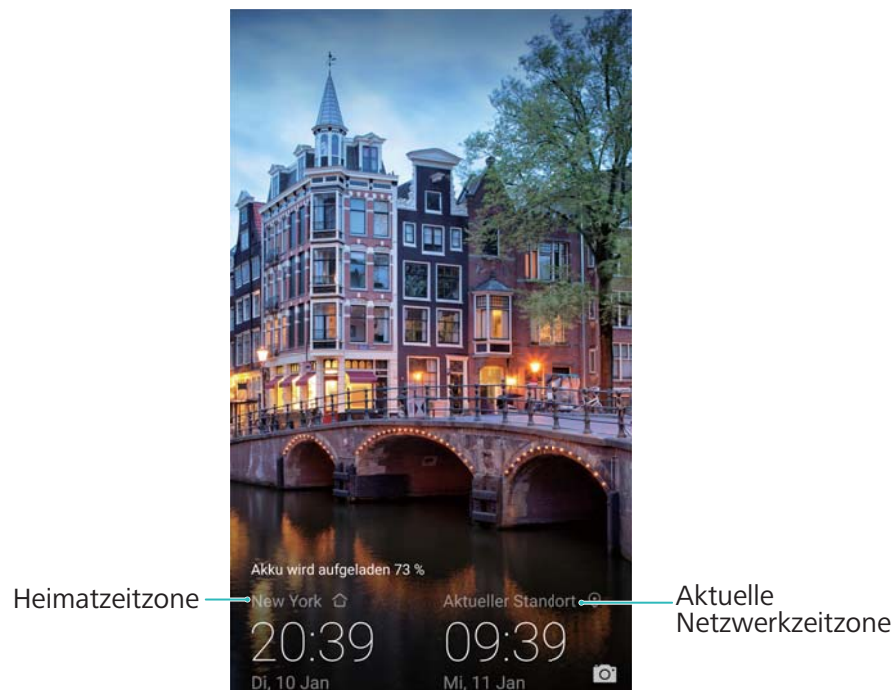 Akku wird aufgeladen 73 %
Heimatzeitzone
New York
Aktueller Standort
Aktuelle
Netzwerkzeitzone
20:39
09:39
Di, 10 Jan
Mi, 11 Jan